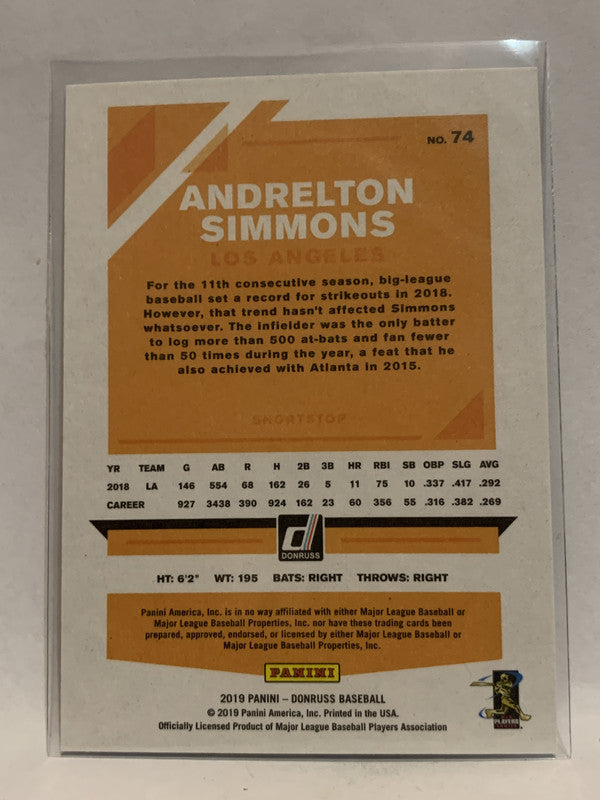 NO. 74
ANDRELTON
SIMMONS
LOS ANGELES
For the 11th consecutive season, big-league
baseball set a record for strikeouts in 2018.
However, that trend hasn't affected Simmons
whatsoever. The infielder was the only batter
to log more than 500 at-bats and fan fewer
than 50 times during the year, a feat that he
also achieved with Atlanta in 2015.
SHORTSTOP
YR TEAM G AB R H 2B 3B HR RBI SB OBP SLG AVG
2018 LA 146 554 68 162 26 5 11 75 10 .337 .417 .292
CAREER 927 3438 390 924 162 23 60 356 55 .316 .382 .269
d
DONRUSS
HT: 6'2" WT: 195 BATS: RIGHT THROWS: RIGHT
Panini America, Inc. is in no way affiliated with either Major League Baseball or
Major League Baseball Properties, Inc. nor have these trading cards been
prepared, approved, endorsed, or licensed by either Major League Baseball or
Major League Baseball Properties, Inc.
PANINI
2019 PANINI – DONRUSS BASEBALL
© 2019 Panini America, Inc. Printed in the USA.
Officially Licensed Product of Major League Baseball Players Association
PLAYERS